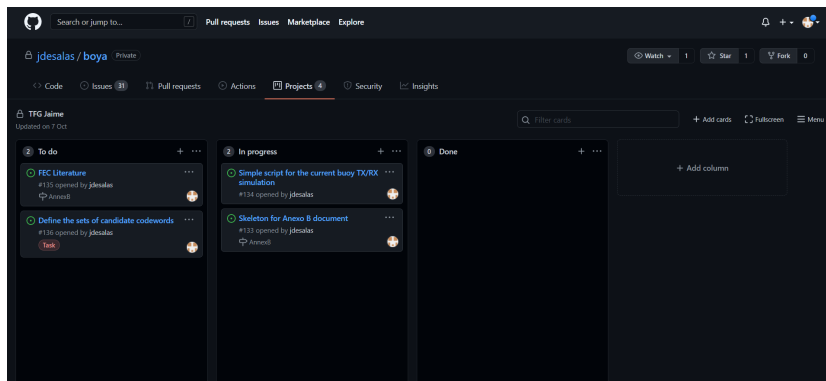 Search or jump to... /
Pull requests Issues Marketplace Explore
jdesalas / boya Private
Watch 1 Star 1 Fork 0
Code Issues 31 Pull requests Actions Projects 4 Security Insights
TFG Jaime
Updated on 7 Oct
Filter cards
+ Add cards Fullscreen Menu
2 To do + ...
FEC Literature ...
#135 opened by jdesalas
AnnexB
Define the sets of candidate codewords ...
#136 opened by jdesalas
Task
2 In progress + ...
Simple script for the current buoy TX/RX ...
simulation
#134 opened by jdesalas
Skeleton for Anexo B document ...
#133 opened by jdesalas
AnnexB
0 Done + ...
+ Add column